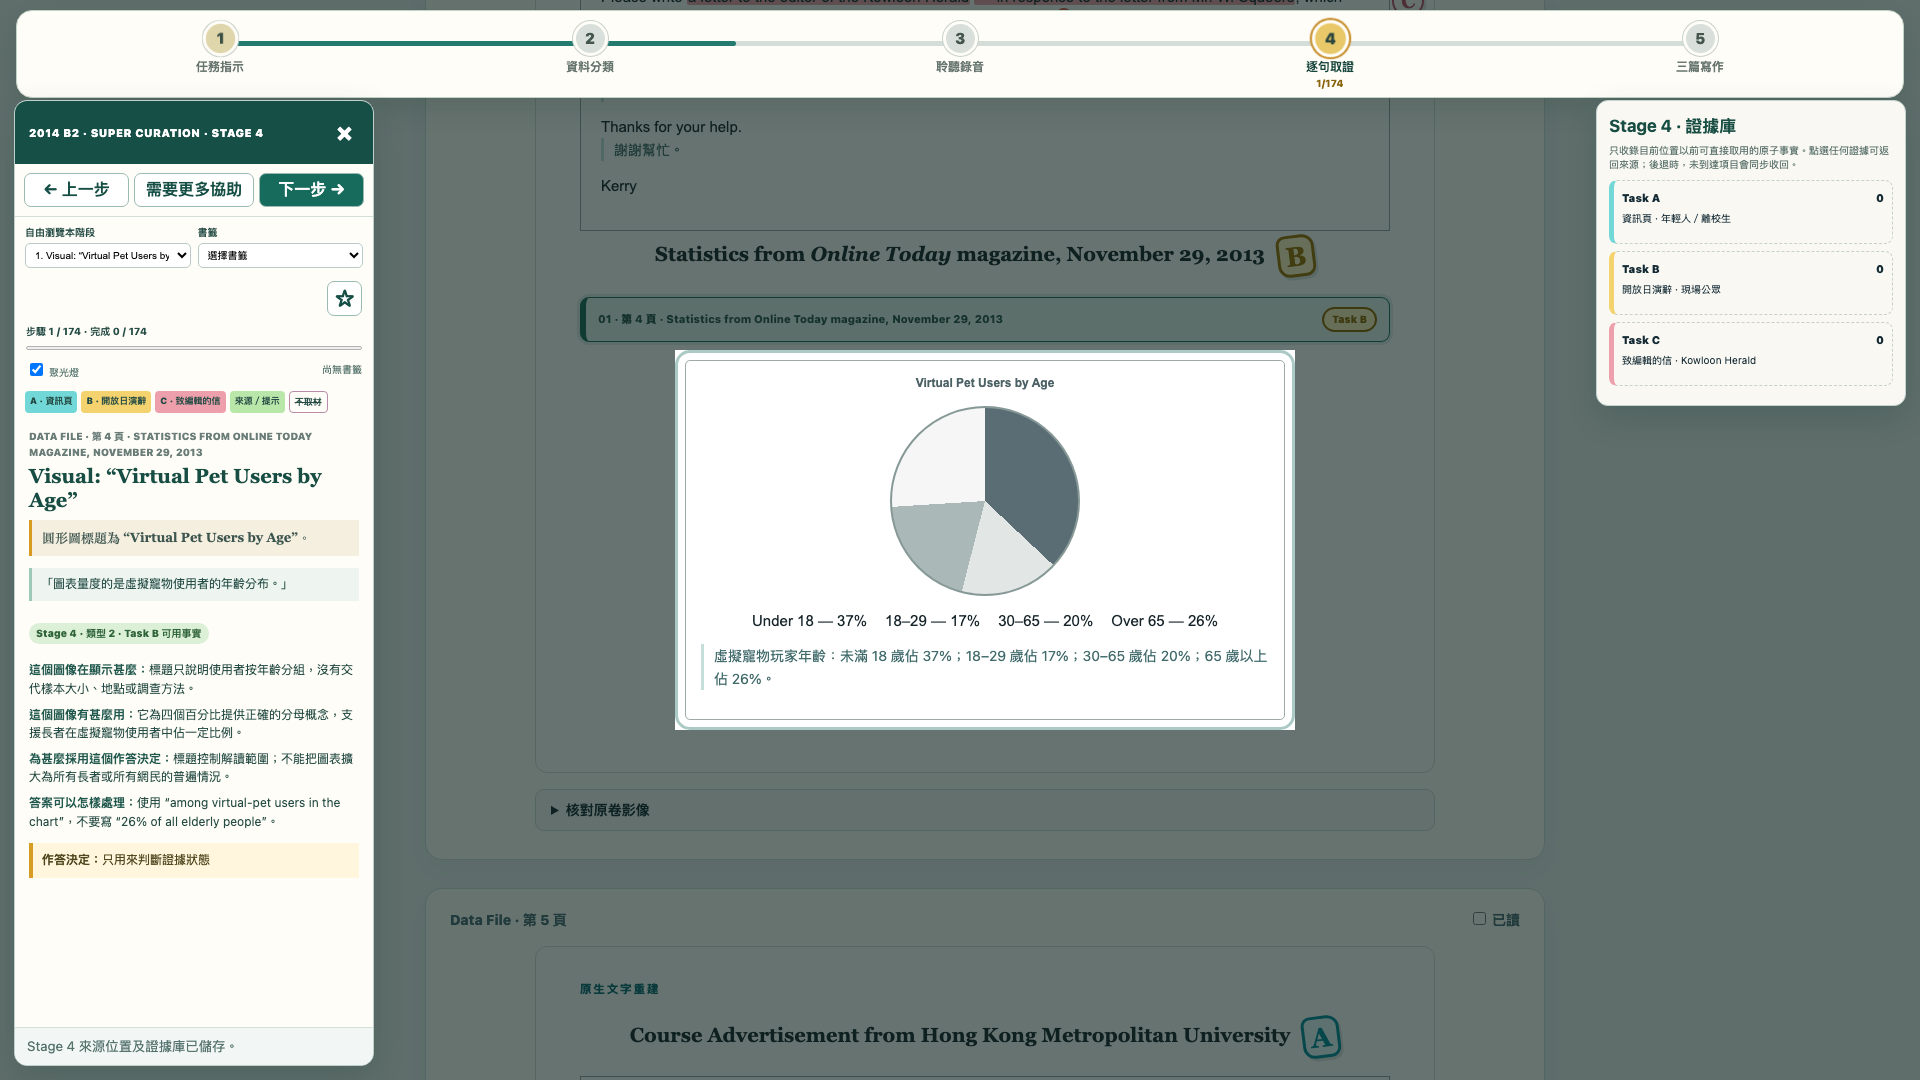 1
2
3
4
5
任務指示
資料分類
聆聽錄音
逐句取證
三篇寫作
1/174
2014 B2 · SUPER CURATION · STAGE 4
✖
← 上一步
需要更多協助
下一步 →
自由瀏覽本階段
書籤
1. Visual: “Virtual Pet Users by
選擇書籤
步驟 1 / 174 · 完成 0 / 174
聚光燈
尚無書籤
A · 資訊頁
B · 開放日演辭
C · 致編輯的信
來源 / 提示
不取材
DATA FILE · 第 4 頁 · STATISTICS FROM ONLINE TODAY
MAGAZINE, NOVEMBER 29, 2013
Visual: “Virtual Pet Users by
Age”
圓形圖標題為 “Virtual Pet Users by Age”。
「圖表量度的是虛擬寵物使用者的年齡分布。」
Stage 4 · 類型 2 · Task B 可用事實
這個圖像在顯示甚麼：標題只說明使用者按年齡分組，沒有交
代樣本大小、地點或調查方法。
這個圖像有甚麼用：它為四個百分比提供正確的分母概念，支
援長者在虛擬寵物使用者中佔一定比例。
為甚麼採用這個作答決定：標題控制解讀範圍；不能把圖表擴
大為所有長者或所有網民的普遍情況。
答案可以怎樣處理：使用 “among virtual-pet users in the
chart”，不要寫 “26% of all elderly people”。
作答決定：只用來判斷證據狀態
Stage 4 來源位置及證據庫已儲存。
Thanks for your help.
謝謝幫忙。
Kerry
Statistics from Online Today magazine, November 29, 2013
B
01 · 第 4 頁 · Statistics from Online Today magazine, November 29, 2013
Task B
Virtual Pet Users by Age
Under 18 — 37% 18–29 — 17% 30–65 — 20% Over 65 — 26%
虛擬寵物玩家年齡：未滿 18 歲佔 37%；18–29 歲佔 17%；30–65 歲佔 20%；65 歲以上
佔 26%。
▶ 核對原卷影像
Data File · 第 5 頁
已讀
原生文字重建
Course Advertisement from Hong Kong Metropolitan University
A
Stage 4 · 證據庫
只收錄目前位置以前可直接取用的原子事實。點選任何證據可返
回來源；後退時，未到達項目會同步收回。
Task A 0
資訊頁 · 年輕人 / 離校生
Task B 0
開放日演辭 · 現場公眾
Task C 0
致編輯的信 · Kowloon Herald